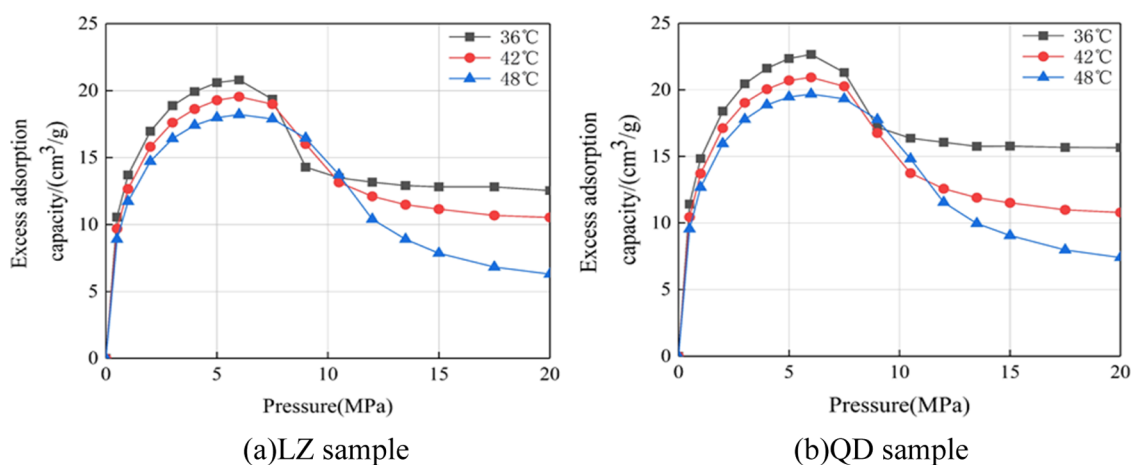 25
20
15
10
5
0
Excess adsorption
capacity/(cm³/g)
36℃
42℃
48℃
0 5 10 15 20
Pressure(MPa)
(a)LZ sample
25
20
15
10
5
0
Excess adsorption
capacity/(cm³/g)
36℃
42℃
48℃
0 5 10 15 20
Pressure(MPa)
(b)QD sample